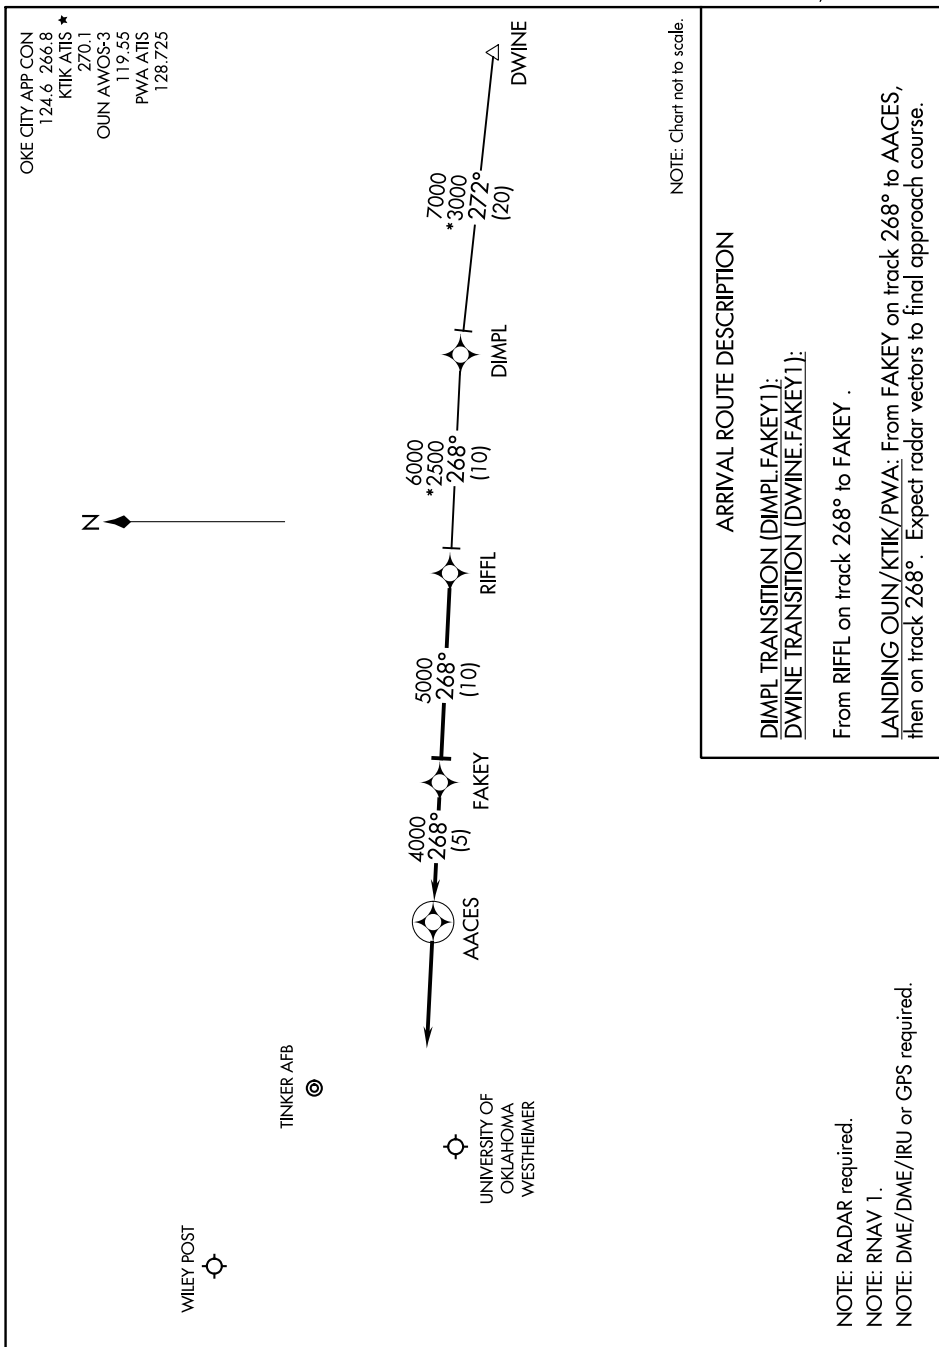 OKE CITY APP CON
124.6 266.8
KTIK ATIS ★
270.1
OUN AWOS-3
119.55
PWA ATIS
128.725
N
DWINE
7000
*3000
272°
(20)
DIMPL
6000
*2500
268°
(10)
RIFFL
5000
268°
(10)
FAKEY
4000
268°
(5)
AACES
TINKER AFB
UNIVERSITY OF
OKLAHOMA
WESTHEIMER
WILEY POST
NOTE: Chart not to scale.
ARRIVAL ROUTE DESCRIPTION
DIMPL TRANSITION (DIMPL.FAKEY1):
DWINE TRANSITION (DWINE.FAKEY1):
From RIFFL on track 268° to FAKEY .
LANDING OUN/KTIK/PWA: From FAKEY on track 268° to AACES,
then on track 268°. Expect radar vectors to final approach course.
NOTE: RADAR required.
NOTE: RNAV 1.
NOTE: DME/DME/IRU or GPS required.